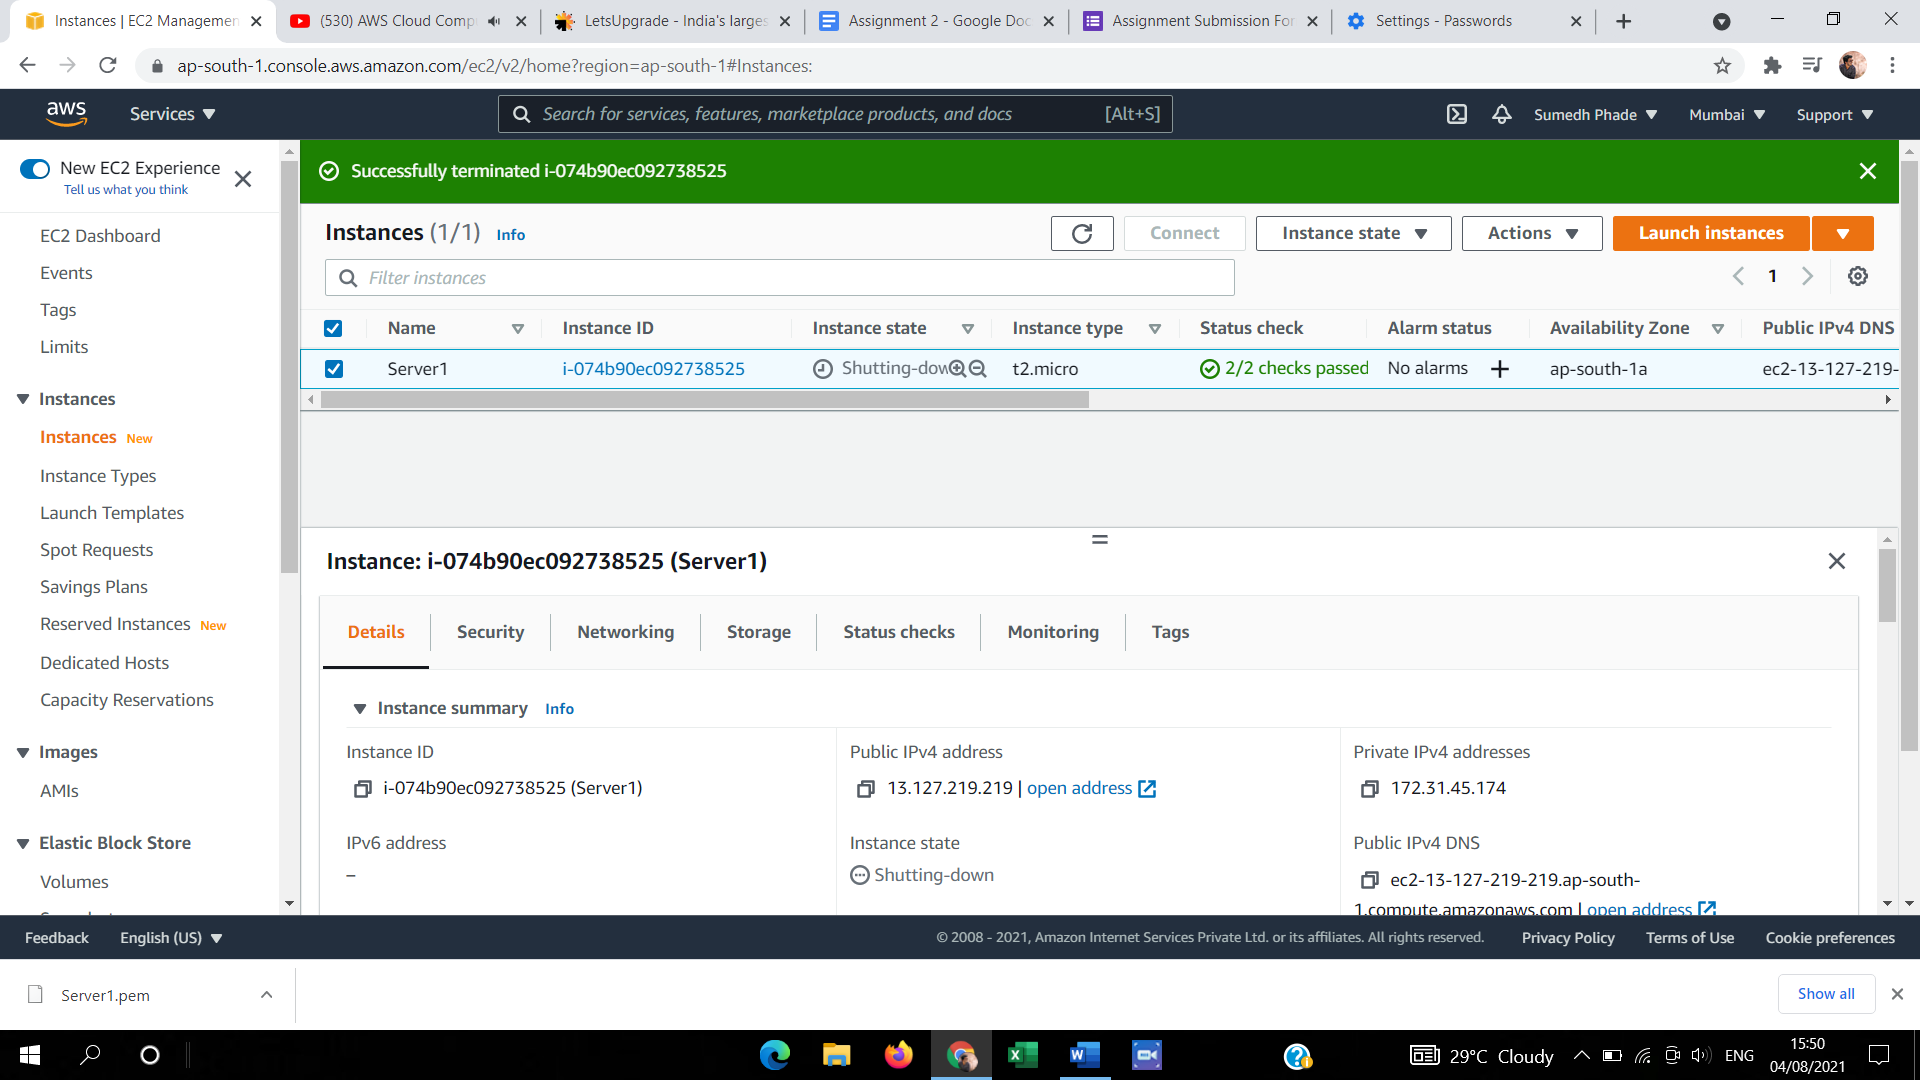 Instances | EC2 Managemen
(530) AWS Cloud Comp
LetsUpgrade - India's larges
Assignment 2 - Google Doc
Assignment Submission For
Settings - Passwords
ap-south-1.console.aws.amazon.com/ec2/v2/home?region=ap-south-1#Instances:
aws
Services
Search for services, features, marketplace products, and docs [Alt+S]
Sumedh Phade
Mumbai
Support
New EC2 Experience
Tell us what you think
EC2 Dashboard
Events
Tags
Limits
Instances
Instances New
Instance Types
Launch Templates
Spot Requests
Savings Plans
Reserved Instances New
Dedicated Hosts
Capacity Reservations
Images
AMIs
Elastic Block Store
Volumes
Successfully terminated i-074b90ec092738525
Instances (1/1) Info
Connect
Instance state
Actions
Launch instances
Filter instances
1
Name Instance ID Instance state Instance type Status check Alarm status Availability Zone Public IPv4 DNS
Server1 i-074b90ec092738525 Shutting-dow t2.micro 2/2 checks passed No alarms + ap-south-1a ec2-13-127-219-
Instance: i-074b90ec092738525 (Server1)
Details Security Networking Storage Status checks Monitoring Tags
Instance summary Info
Instance ID
i-074b90ec092738525 (Server1)
Public IPv4 address
13.127.219.219 | open address
Private IPv4 addresses
172.31.45.174
IPv6 address
–
Instance state
Shutting-down
Public IPv4 DNS
ec2-13-127-219-219.ap-south-
1.compute.amazonaws.com | open address
Feedback English (US)
© 2008 - 2021, Amazon Internet Services Private Ltd. or its affiliates. All rights reserved. Privacy Policy Terms of Use Cookie preferences
Server1.pem
Show all
29°C Cloudy
ENG
15:50
04/08/2021